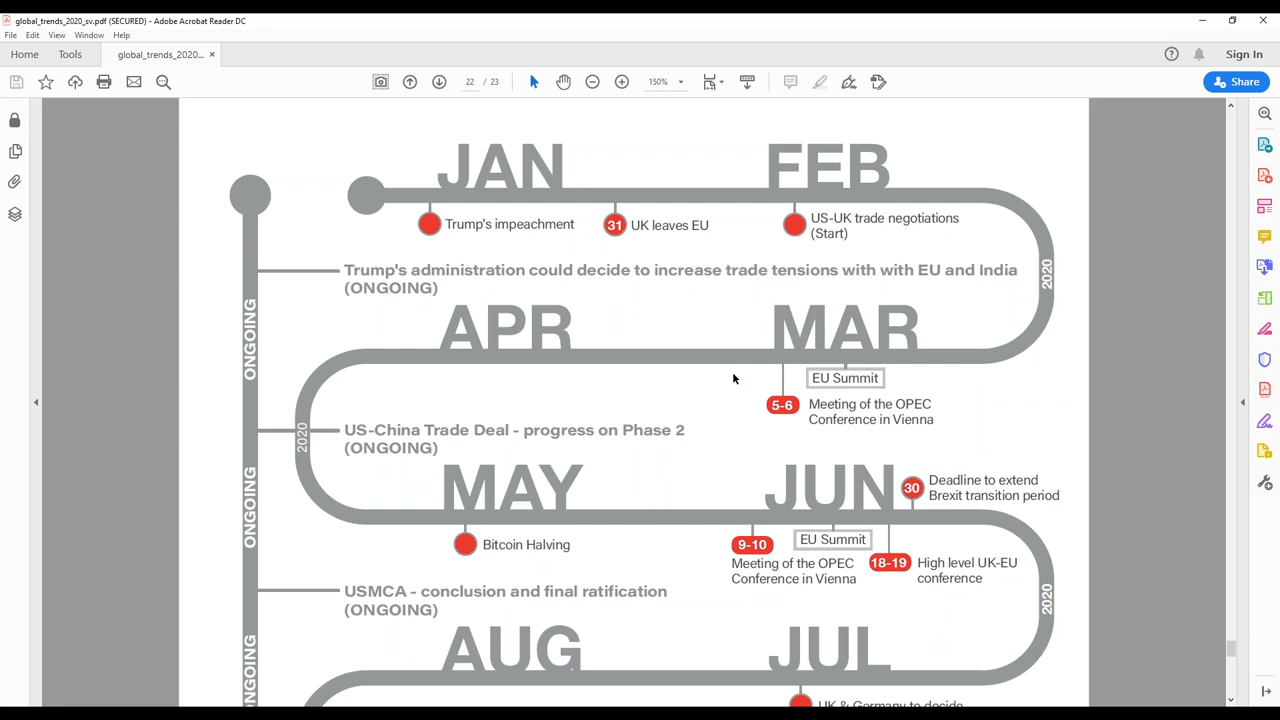 global_trends_2020_sv.pdf (SECURED) - Adobe Acrobat Reader DC
File Edit View Window Help
Home Tools global_trends_2020... × Sign In
22 / 23 150% Share
JAN FEB
Trump's impeachment
31 UK leaves EU
US-UK trade negotiations
(Start)
Trump's administration could decide to increase trade tensions with with EU and India
(ONGOING)
2020
ONGOING
APR MAR
EU Summit
5-6 Meeting of the OPEC
Conference in Vienna
US-China Trade Deal - progress on Phase 2
(ONGOING)
2020
ONGOING
MAY JUN
30 Deadline to extend
Brexit transition period
Bitcoin Halving
9-10
Meeting of the OPEC
Conference in Vienna
EU Summit
18-19 High level UK-EU
conference
USMCA - conclusion and final ratification
(ONGOING)
2020
ONGOING
AUG JUL
UK & Germany to decide